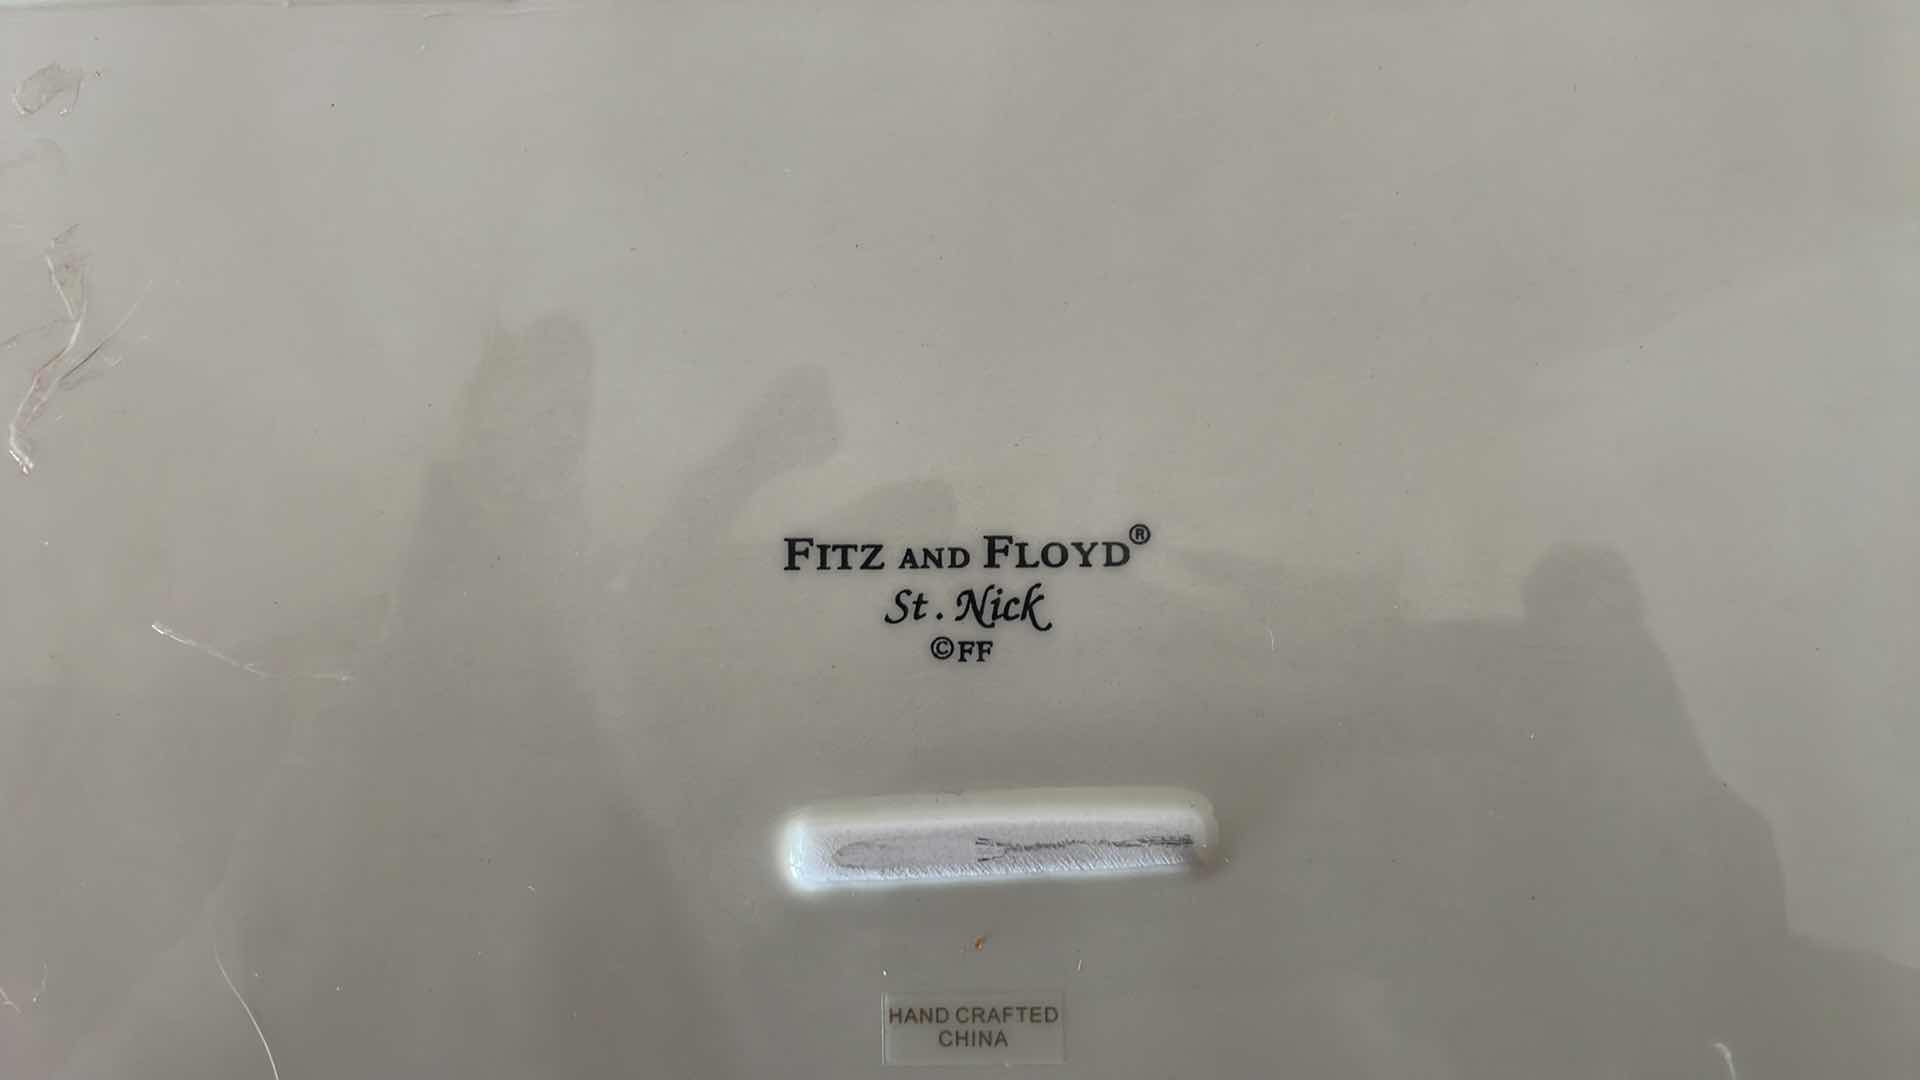 FITZ AND FLOYD®
St. Nick
©FF
HAND CRAFTED
CHINA